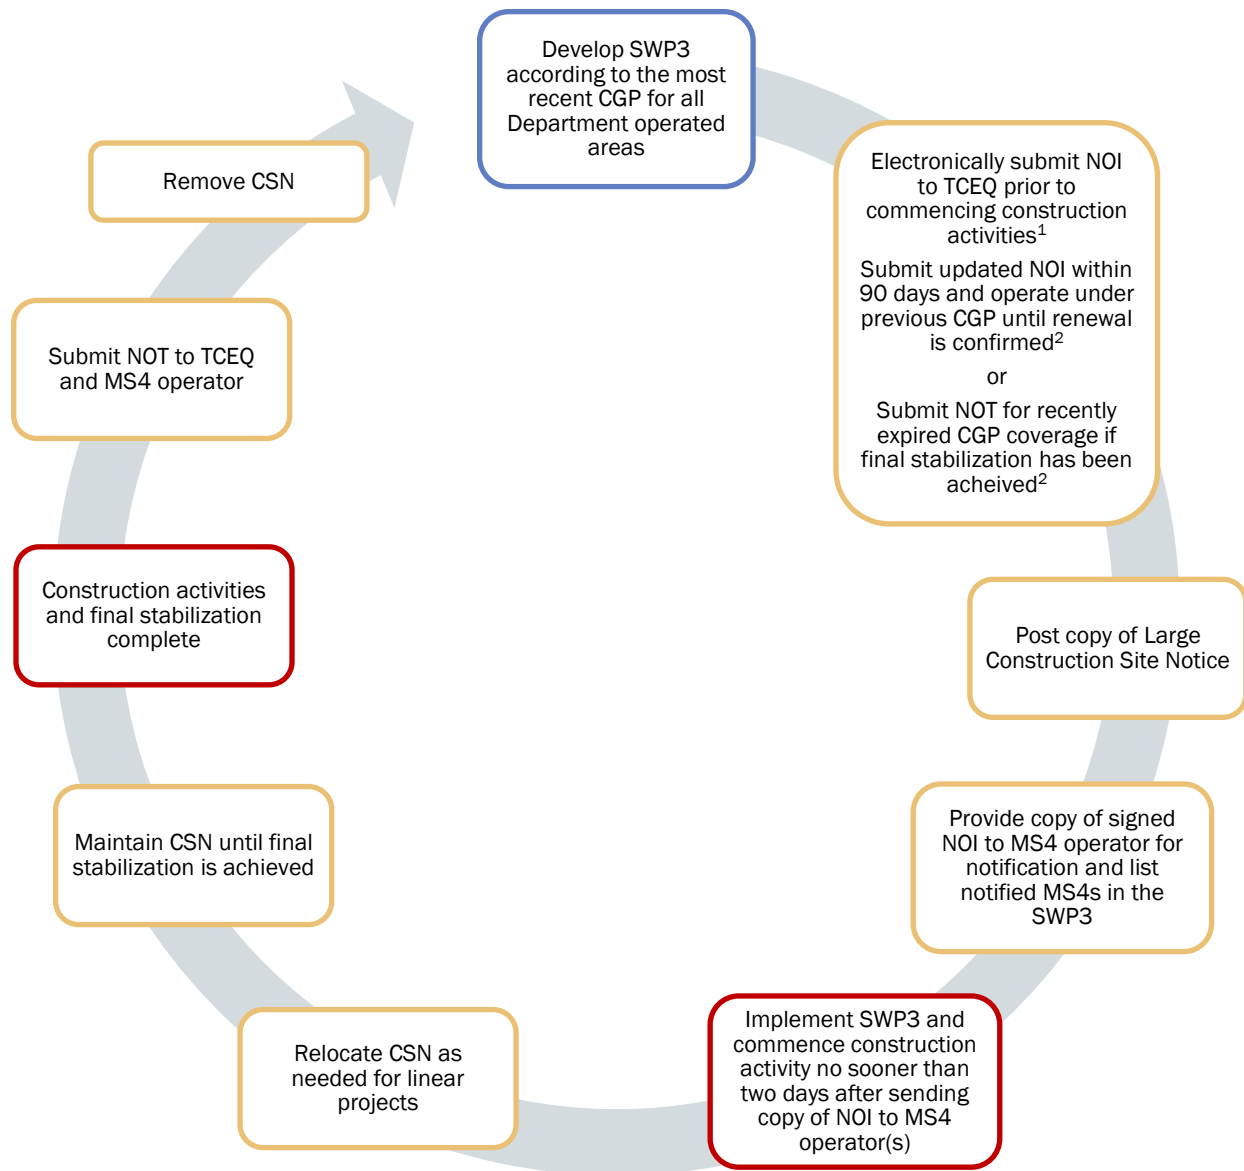 Develop SWP3
according to the most
recent CGP for all
Department operated
areas
Electronically submit NOI
to TCEQ prior to
commencing construction
activities¹
Submit updated NOI within
90 days and operate under
previous CGP until renewal
is confirmed²
or
Submit NOT for recently
expired CGP coverage if
final stabilization has been
acheived²
Post copy of Large
Construction Site Notice
Provide copy of signed
NOI to MS4 operator for
notification and list
notified MS4s in the
SWP3
Implement SWP3 and
commence construction
activity no sooner than
two days after sending
copy of NOI to MS4
operator(s)
Relocate CSN as
needed for linear
projects
Maintain CSN until final
stabilization is achieved
Construction activities
and final stabilization
complete
Submit NOT to TCEQ
and MS4 operator
Remove CSN